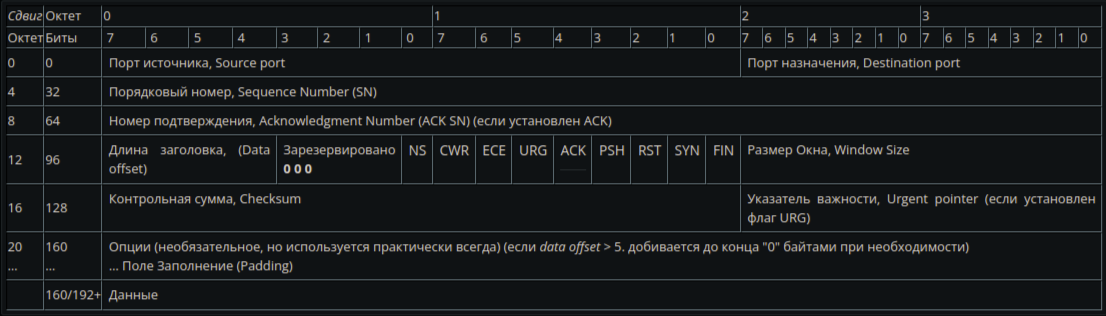 Сдвиг Октет 0 1 2 3
Октет Биты 7 6 5 4 3 2 1 0 7 6 5 4 3 2 1 0 7 6 5 4 3 2 1 0 7 6 5 4 3 2 1 0
0 0 Порт источника, Source port Порт назначения, Destination port
4 32 Порядковый номер, Sequence Number (SN)
8 64 Номер подтверждения, Acknowledgment Number (ACK SN) (если установлен ACK)
12 96 Длина заголовка, (Data offset) Зарезервировано 0 0 0 NS CWR ECE URG ACK PSH RST SYN FIN Размер Окна, Window Size
16 128 Контрольная сумма, Checksum Указатель важности, Urgent pointer (если установлен флаг URG)
20 160 Опции (необязательное, но используется практически всегда) (если data offset > 5. добивается до конца "0" байтами при необходимости)
... ... ... Поле Заполнение (Padding)
160/192+ Данные